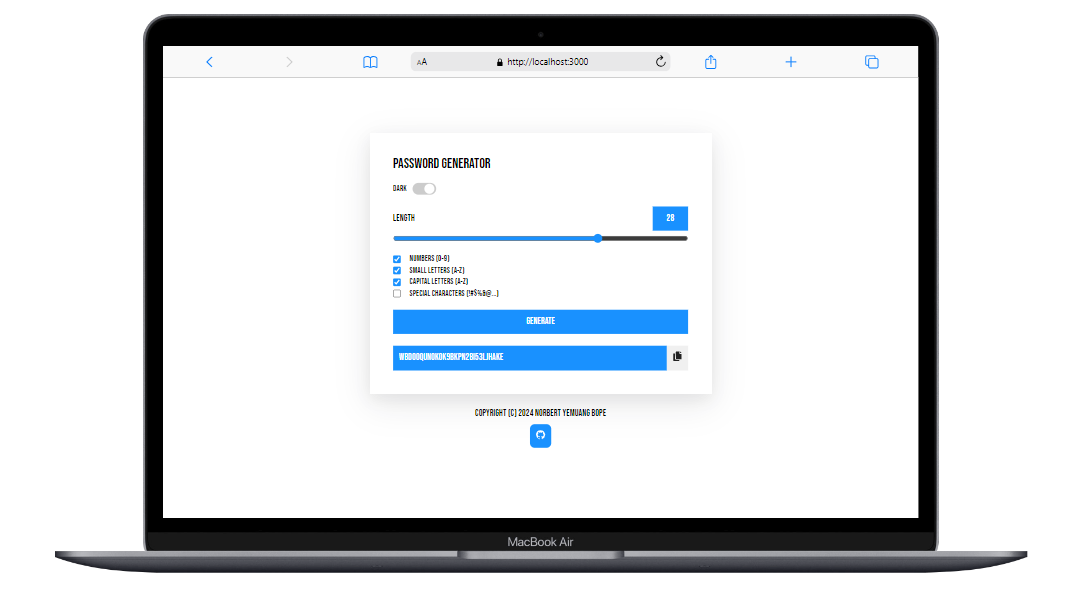 AA http://localhost:3000
PASSWORD GENERATOR
DARK
LENGTH 28
NUMBERS (0-9)
SMALL LETTERS (A-Z)
CAPITAL LETTERS (A-Z)
SPECIAL CHARACTERS (!#$%&@...)
GENERATE
COPYRIGHT (C) 2024 NORBERT YEMUANG BOPE
MacBook Air